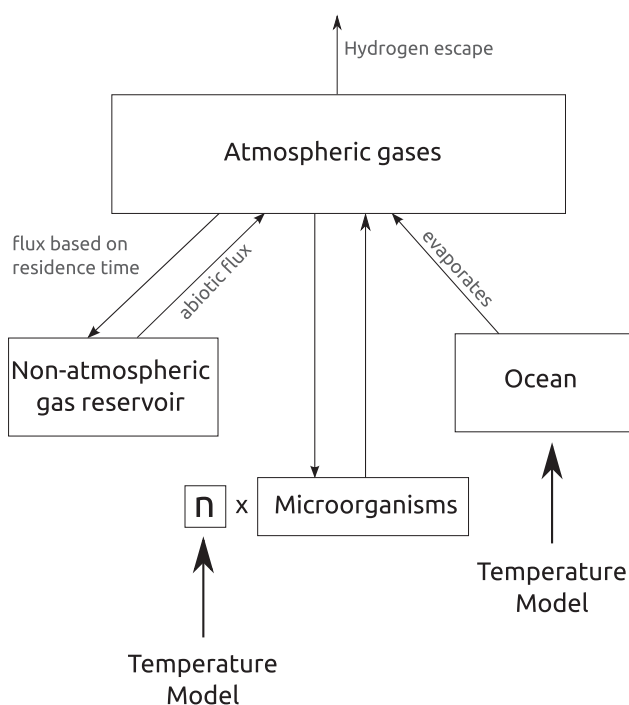 Hydrogen escape
Atmospheric gases
flux based on
residence time
abiotic flux
evaporates
Non-atmospheric
gas reservoir
Ocean
n x Microorganisms
Temperature
Model
Temperature
Model